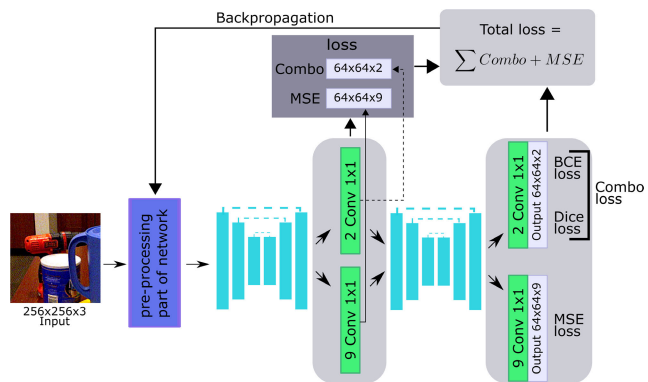 Backpropagation
Total loss =
∑ Combo + MSE
loss
Combo 64x64x2
MSE 64x64x9
256x256x3
Input
pre-processing
part of network
2 Conv 1x1
9 Conv 1x1
2 Conv 1x1
Output 64x64x2
BCE
loss
Dice
loss
Combo
loss
9 Conv 1x1
Output 64x64x9
MSE
loss